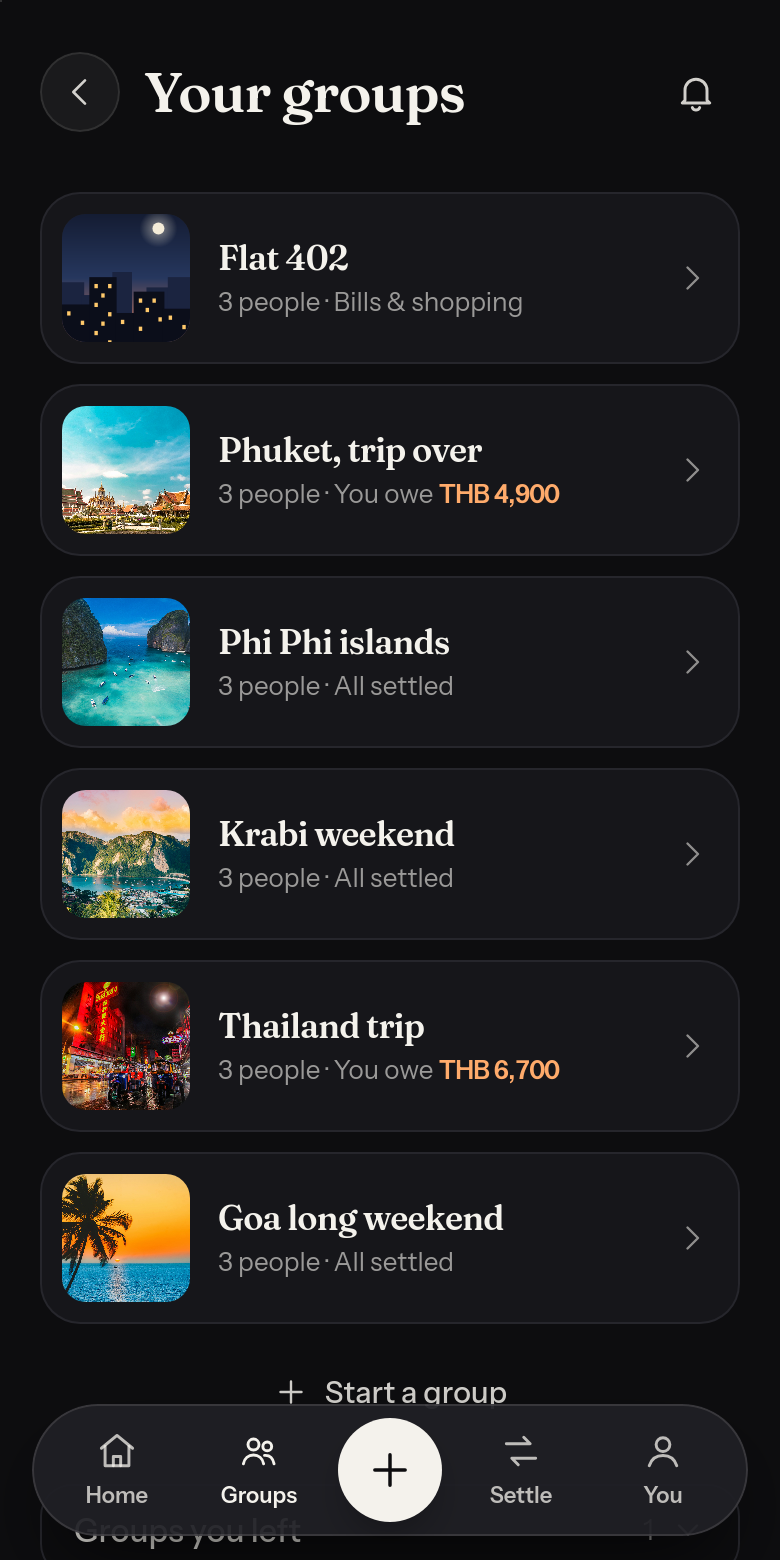 Your groups
Flat 402
3 people · Bills & shopping
Phuket, trip over
3 people · You owe THB 4,900
Phi Phi islands
3 people · All settled
Krabi weekend
3 people · All settled
Thailand trip
3 people · You owe THB 6,700
Goa long weekend
3 people · All settled
+ Start a group
Home
Groups
Settle
You
Groups you left 1